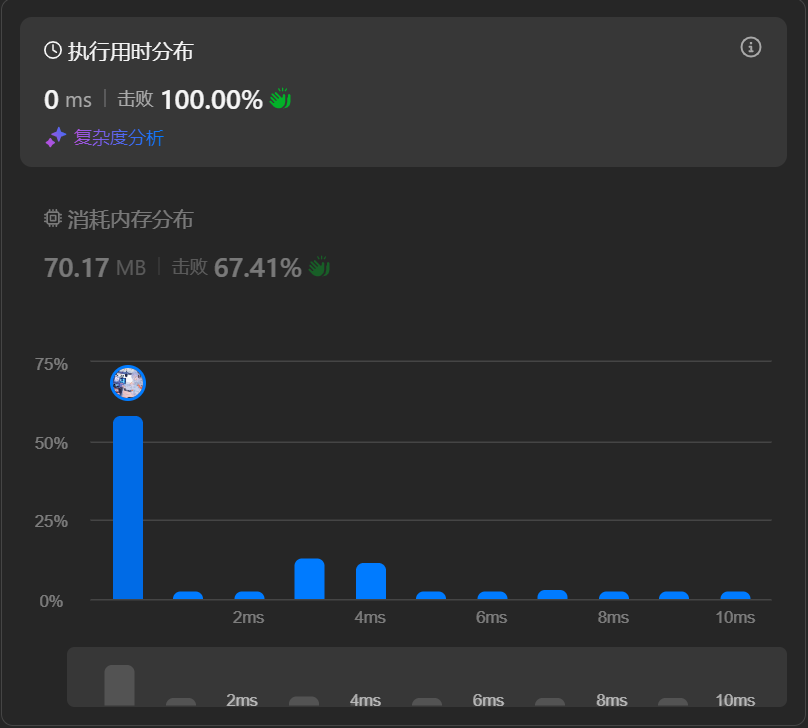 执行用时分布
0 ms | 击败 100.00%
复杂度分析
消耗内存分布
70.17 MB | 击败 67.41%
75%
50%
25%
0%
2ms 4ms 6ms 8ms 10ms
2ms 4ms 6ms 8ms 10ms